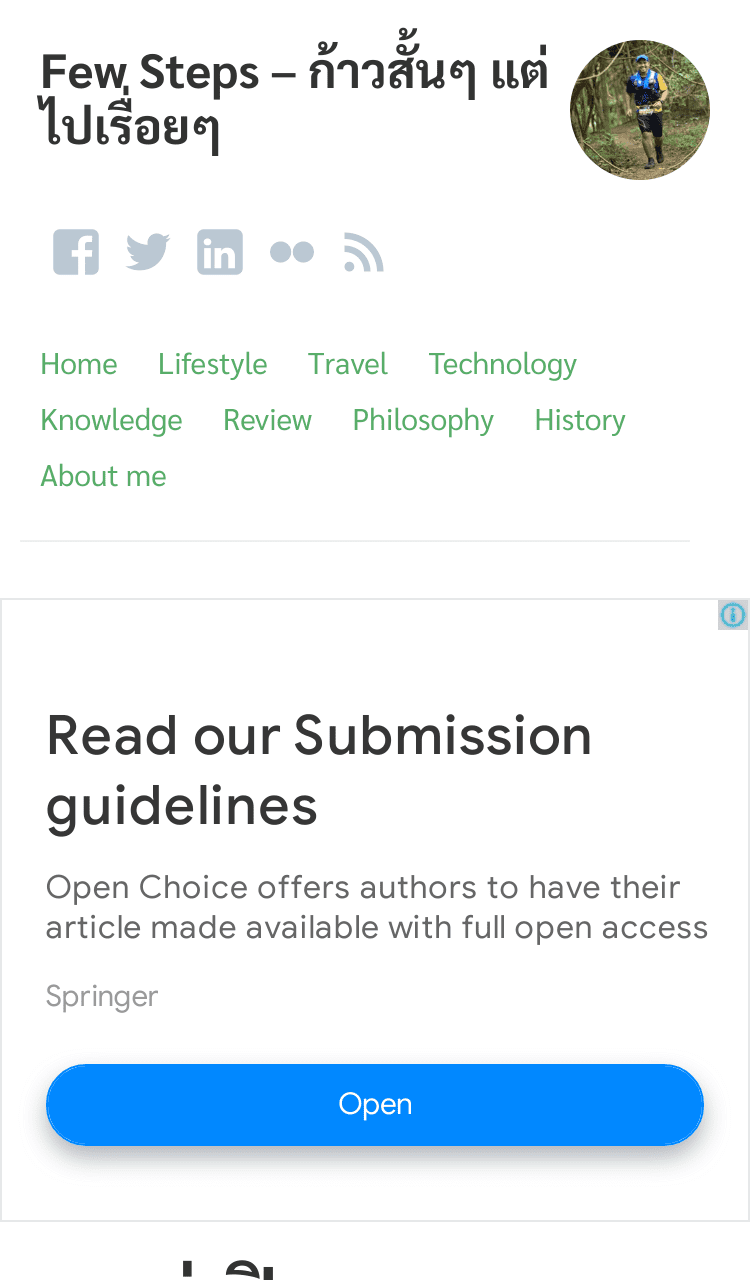 Few Steps – ก้าวสั้นๆ แต่
ไปเรื่อยๆ
Home Lifestyle Travel Technology
Knowledge Review Philosophy History
About me
Read our Submission
guidelines
Open Choice offers authors to have their
article made available with full open access
Springer
Open